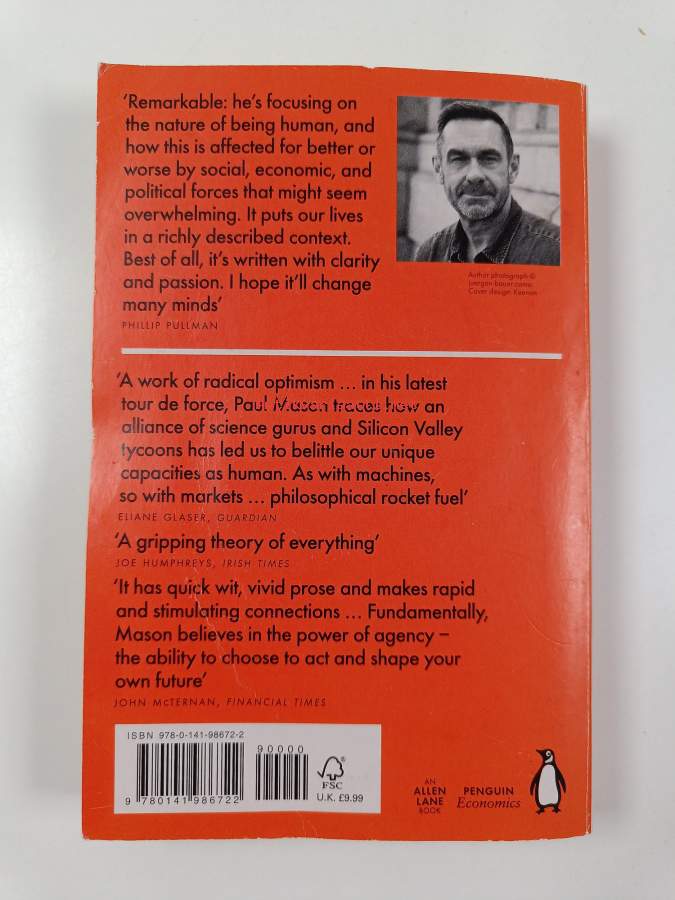 ‘Remarkable: he’s focusing on
the nature of being human, and
how this is affected for better or
worse by social, economic, and
political forces that might seem
overwhelming. It puts our lives
in a richly described context.
Best of all, it’s written with clarity
and passion. I hope it’ll change
many minds’
PHILLIP PULLMAN
Author photograph ©
juergen-bauer.com.
Cover design: Keenan
‘A work of radical optimism … in his latest
tour de force, Paul Mason traces how an
alliance of science gurus and Silicon Valley
tycoons has led us to belittle our unique
capacities as human. As with machines,
so with markets … philosophical rocket fuel’
ELIANE GLASER, GUARDIAN
‘A gripping theory of everything’
JOE HUMPHREYS, IRISH TIMES
‘It has quick wit, vivid prose and makes rapid
and stimulating connections … Fundamentally,
Mason believes in the power of agency –
the ability to choose to act and shape your
own future’
JOHN McTERNAN, FINANCIAL TIMES
ISBN 978-0-141-98672-2
90000
9 780141 986722
FSC
U.K. £9.99
AN
ALLEN
LANE
BOOK
PENGUIN
Economics